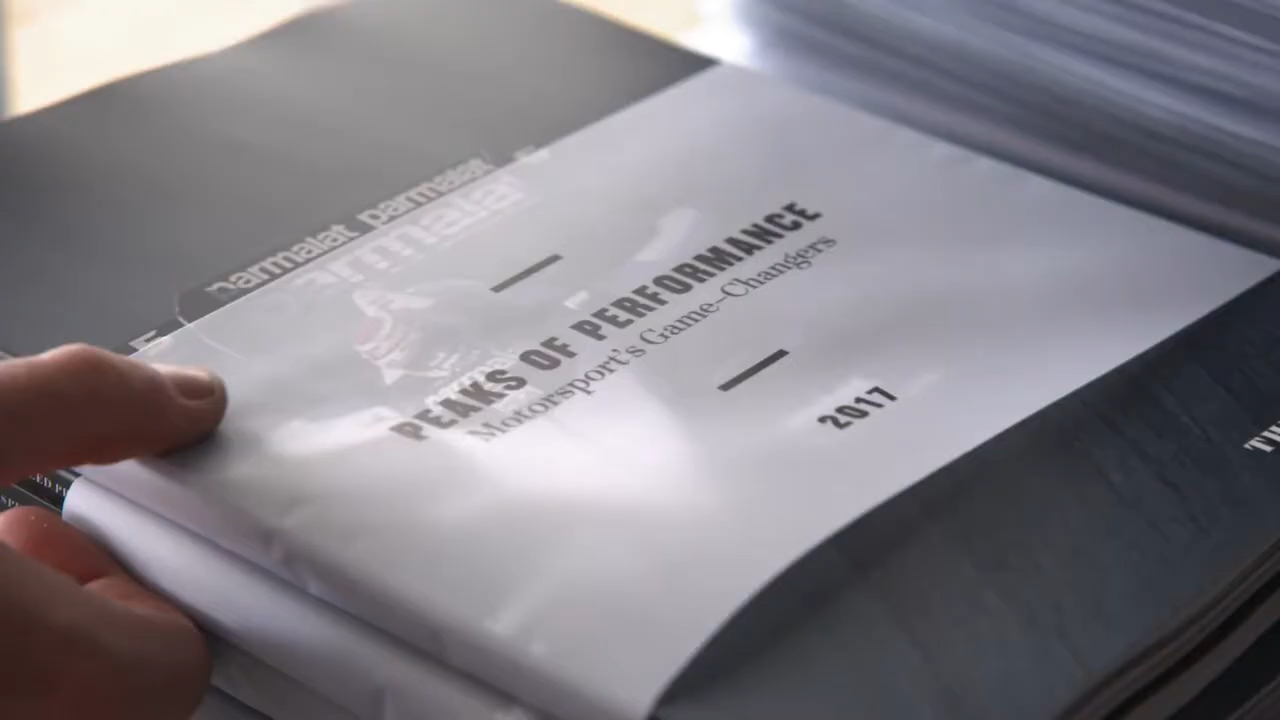 parmalat parmalat
PEAKS OF PERFORMANCE
Motorsport's Game-Changers
2017